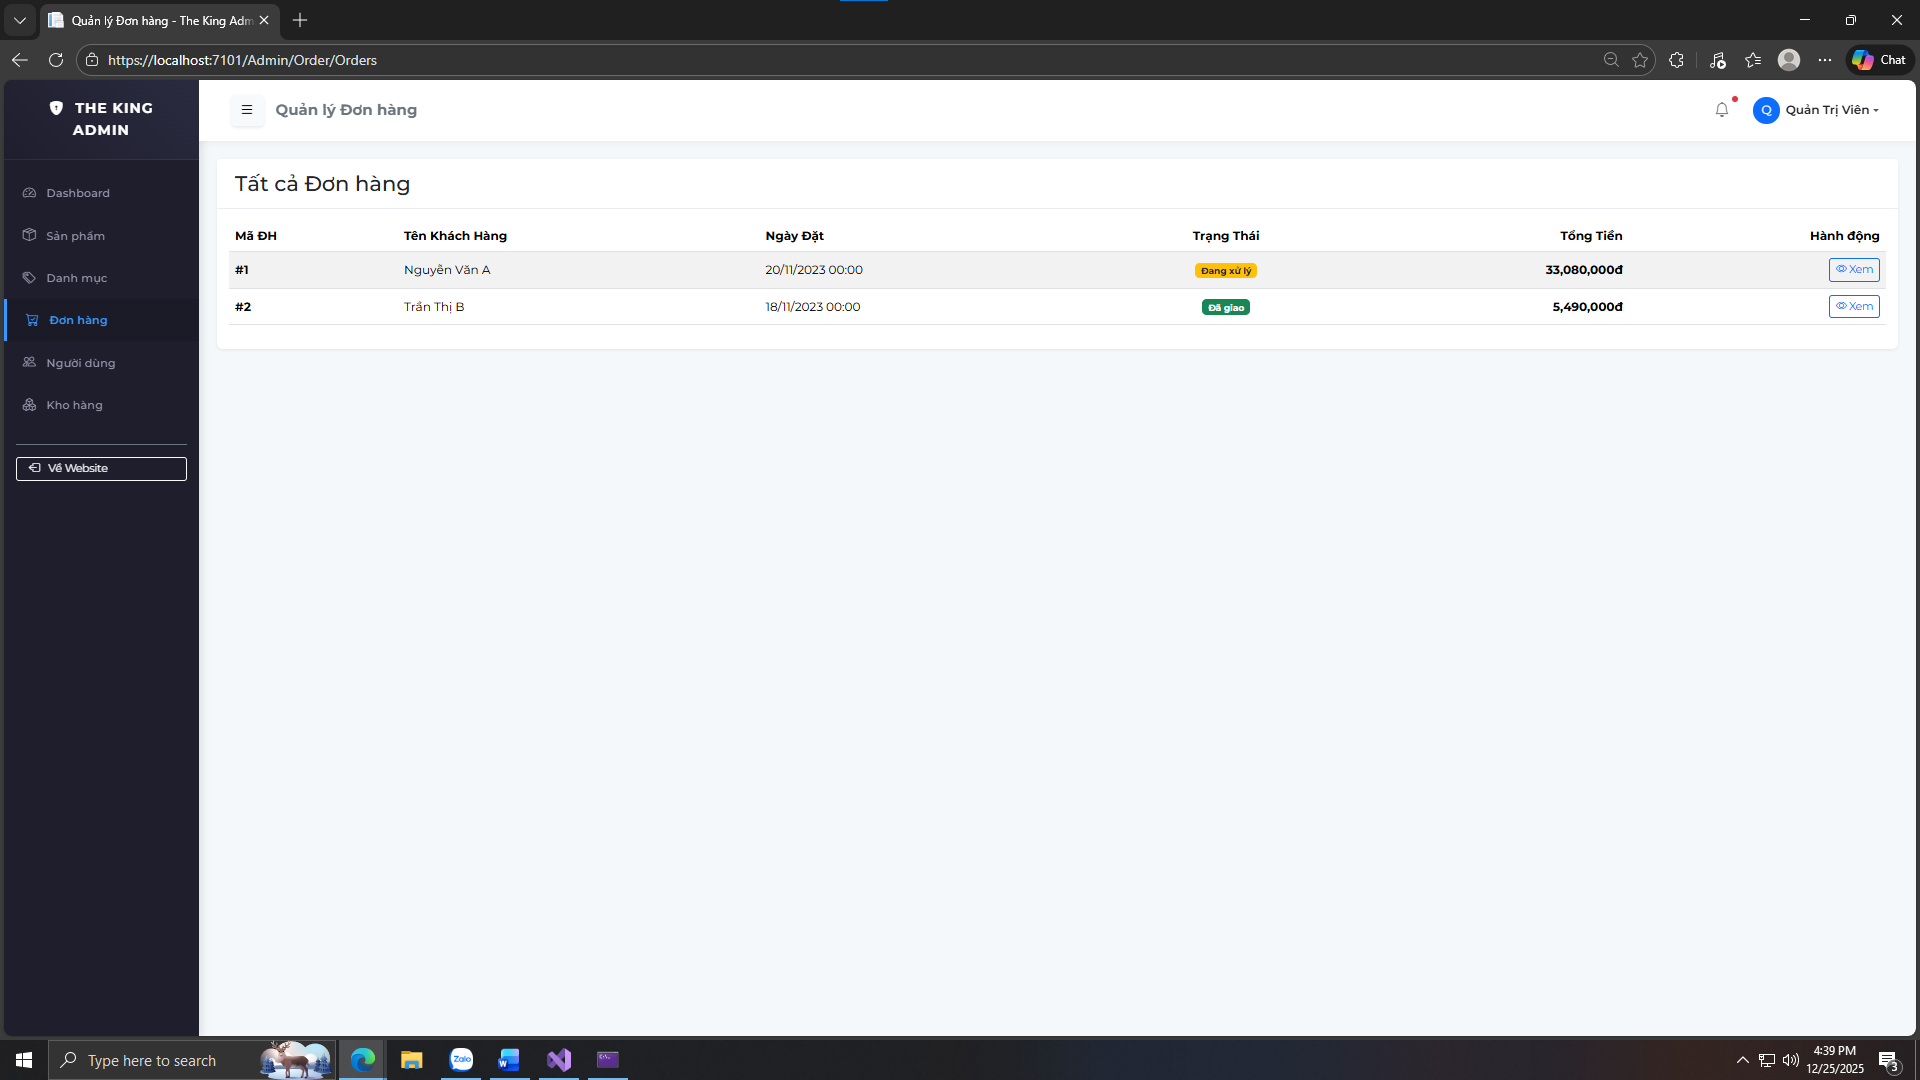 Quản lý Đơn hàng - The King Adm
https://localhost:7101/Admin/Order/Orders
Chat
THE KING
ADMIN
Quản lý Đơn hàng
Q Quản Trị Viên
Dashboard
Sản phẩm
Danh mục
Đơn hàng
Người dùng
Kho hàng
Về Website
Tất cả Đơn hàng
Mã ĐH Tên Khách Hàng Ngày Đặt Trạng Thái Tổng Tiền Hành động
#1 Nguyễn Văn A 20/11/2023 00:00 Đang xử lý 33,080,000đ Xem
#2 Trần Thị B 18/11/2023 00:00 Đã giao 5,490,000đ Xem
Type here to search
Zalo
W
4:39 PM
12/25/2025
3